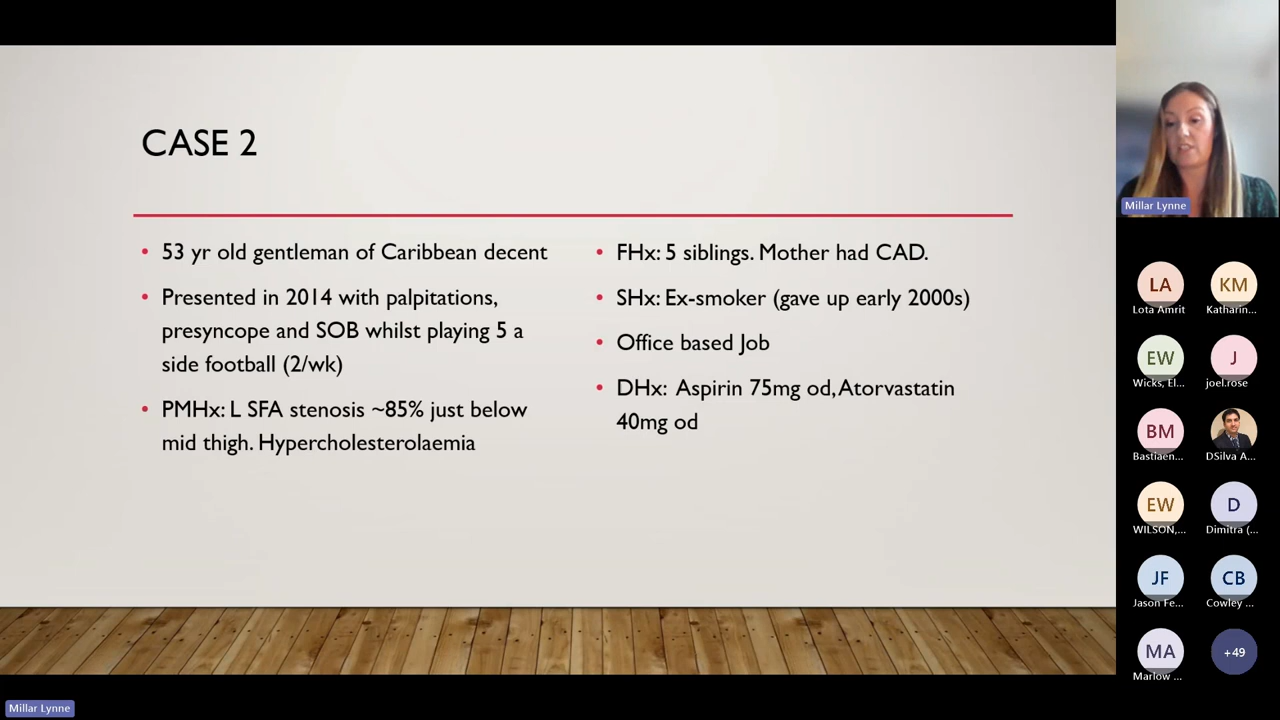 CASE 2
• 53 yr old gentleman of Caribbean decent
• Presented in 2014 with palpitations,
presyncope and SOB whilst playing 5 a
side football (2/wk)
• PMHx: L SFA stenosis ~85% just below
mid thigh. Hypercholesterolaemia
• FHx: 5 siblings. Mother had CAD.
• SHx: Ex-smoker (gave up early 2000s)
• Office based Job
• DHx: Aspirin 75mg od, Atorvastatin
40mg od
Millar Lynne
LA
Lota Amrit
KM
Katharin...
EW
Wicks, El...
J
joel.rose
BM
Bastiaen...
DSilva A...
EW
WILSON,...
D
Dimitra (...
JF
Jason Fe...
CB
Cowley ...
MA
Marlow ...
+49
Millar Lynne